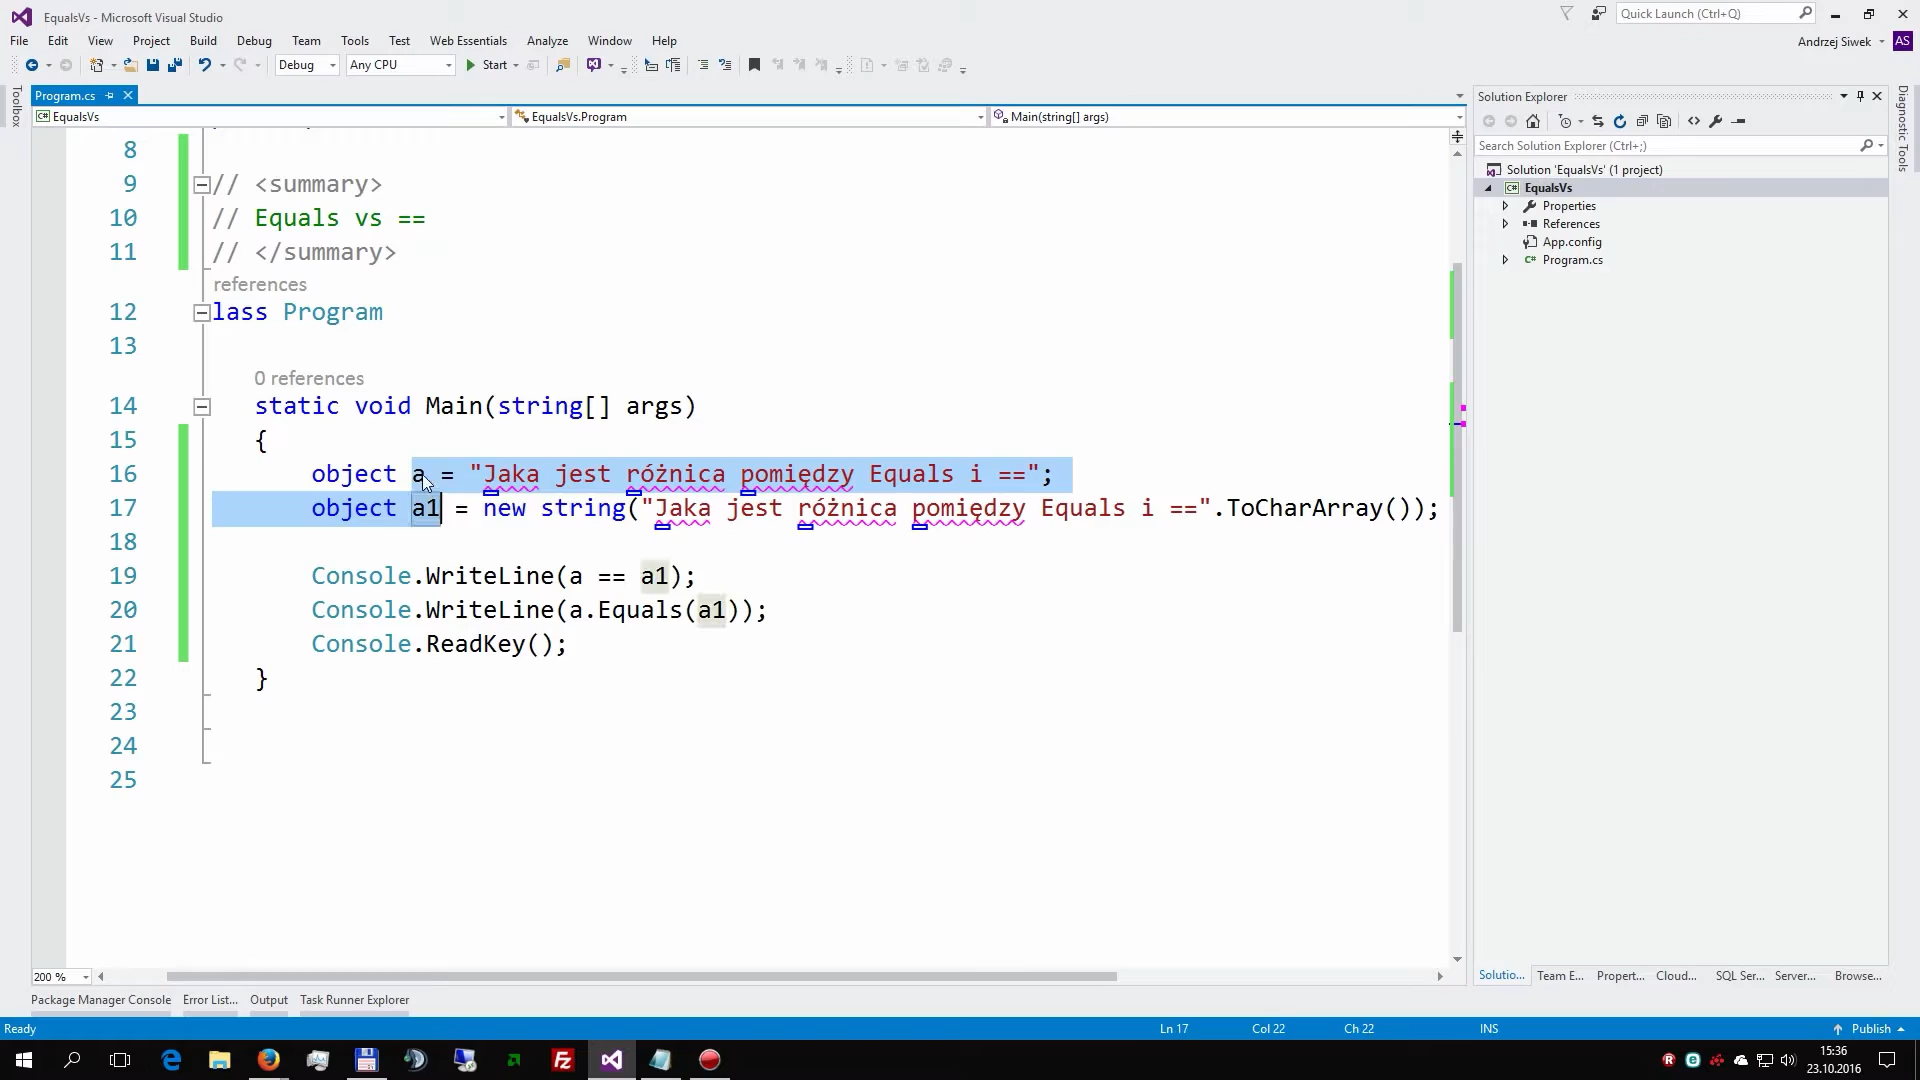 EqualsVs - Microsoft Visual Studio
Quick Launch (Ctrl+Q)
File Edit View Project Build Debug Team Tools Test Web Essentials Analyze Window Help
Andrzej Siwek AS
Debug Any CPU Start
Toolbox
Program.cs
Solution Explorer
Diagnostic Tools
EqualsVs EqualsVs.Program Main(string[] args)
Search Solution Explorer (Ctrl+;)
Solution 'EqualsVs' (1 project)
EqualsVs
Properties
References
App.config
Program.cs
8
9 // <summary>
10 // Equals vs ==
11 // </summary>
references
12 lass Program
13
0 references
14 static void Main(string[] args)
15 {
16 object a = "Jaka jest różnica pomiędzy Equals i ==";
17 object a1 = new string("Jaka jest różnica pomiędzy Equals i ==".ToCharArray());
18
19 Console.WriteLine(a == a1);
20 Console.WriteLine(a.Equals(a1));
21 Console.ReadKey();
22 }
23
24
25
200 %
Solutio... Team E... Propert... Cloud... SQL Ser... Server... Browse...
Package Manager Console Error List... Output Task Runner Explorer
Ready Ln 17 Col 22 Ch 22 INS Publish
15:36
23.10.2016